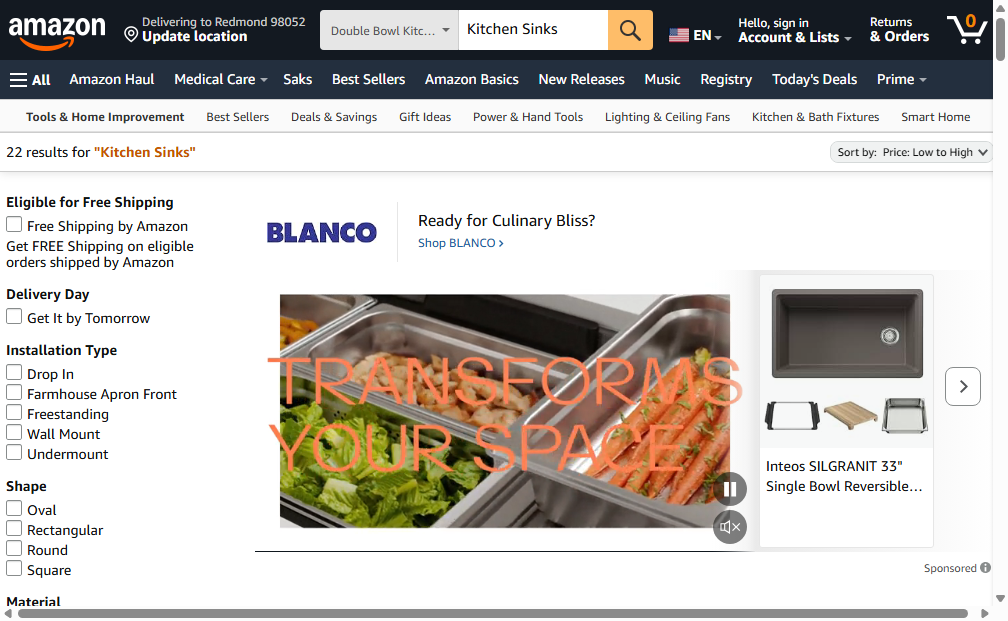 amazon
Delivering to Redmond 98052
Update location
Double Bowl Kitc...
Kitchen Sinks
EN
Hello, sign in
Account & Lists
Returns
& Orders
0
All
Amazon Haul
Medical Care
Saks
Best Sellers
Amazon Basics
New Releases
Music
Registry
Today's Deals
Prime
Tools & Home Improvement
Best Sellers
Deals & Savings
Gift Ideas
Power & Hand Tools
Lighting & Ceiling Fans
Kitchen & Bath Fixtures
Smart Home
22 results for "Kitchen Sinks"
Sort by: Price: Low to High
Eligible for Free Shipping
Free Shipping by Amazon
Get FREE Shipping on eligible
orders shipped by Amazon
Delivery Day
Get It by Tomorrow
Installation Type
Drop In
Farmhouse Apron Front
Freestanding
Wall Mount
Undermount
Shape
Oval
Rectangular
Round
Square
Material
BLANCO
Ready for Culinary Bliss?
Shop BLANCO ›
TRANSFORMS
YOUR SPACE
Inteos SILGRANIT 33"
Single Bowl Reversible...
Sponsored